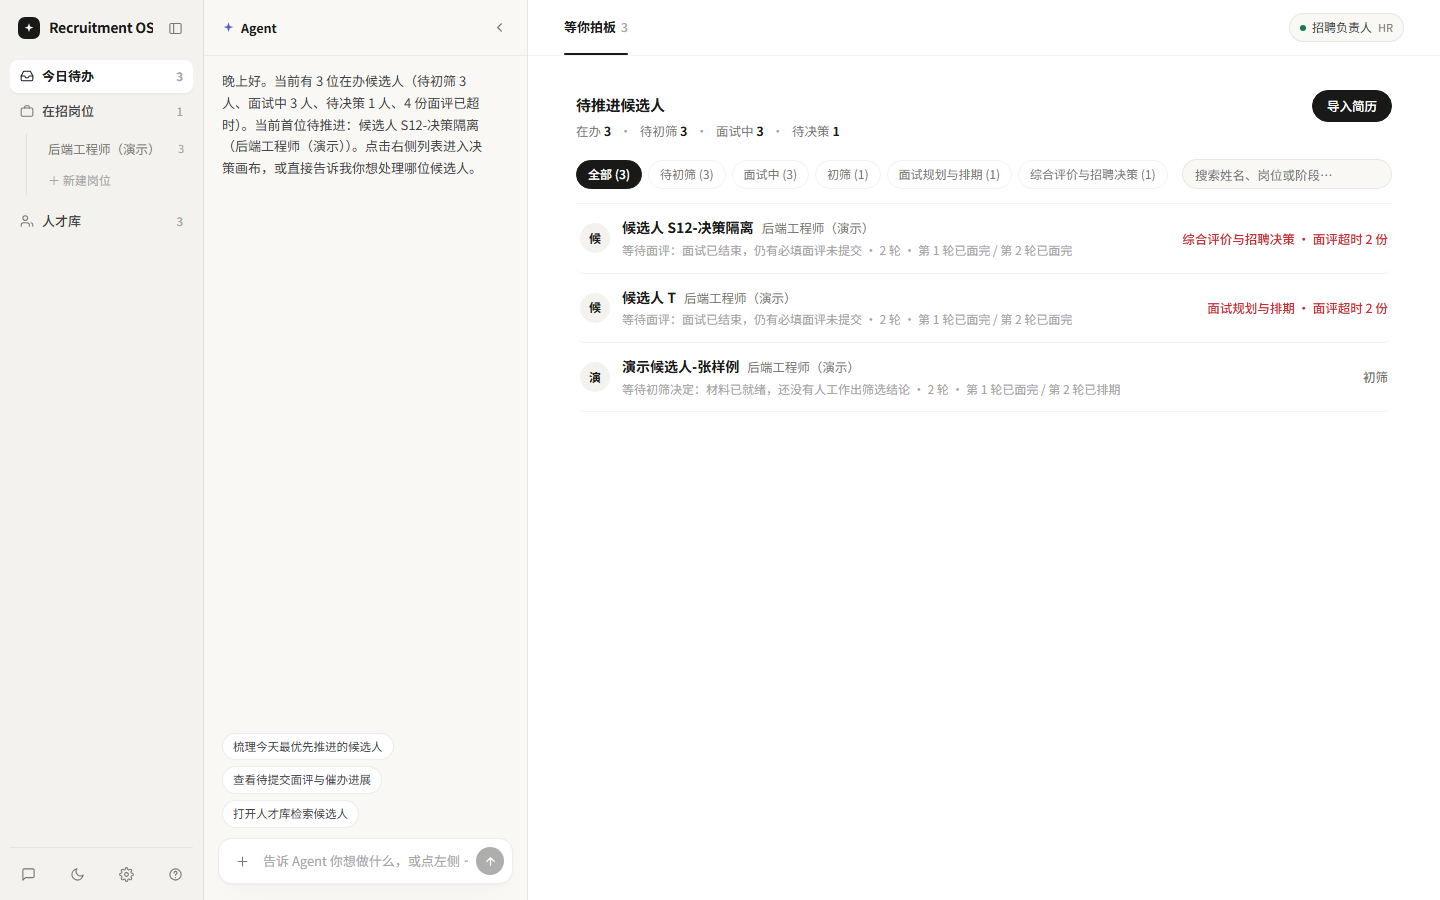 Recruitment OS
今日待办 3
在招岗位 1
后端工程师（演示） 3
+ 新建岗位
人才库 3
Agent
晚上好。当前有 3 位在办候选人（待初筛 3
人、面试中 3 人、待决策 1 人、4 份面评已超
时）。当前首位待推进：候选人 S12-决策隔离
（后端工程师（演示））。点击右侧列表进入决
策画布，或直接告诉我你想处理哪位候选人。
梳理今天最优先推进的候选人
查看待提交面评与催办进展
打开人才库检索候选人
告诉 Agent 你想做什么，或点左侧
等你拍板 3
招聘负责人 HR
待推进候选人
导入简历
在办 3 · 待初筛 3 · 面试中 3 · 待决策 1
全部 (3) 待初筛 (3) 面试中 (3) 初筛 (1) 面试规划与排期 (1) 综合评价与招聘决策 (1) 搜索姓名、岗位或阶段…
候 候选人 S12-决策隔离 后端工程师（演示）
等待面评：面试已结束，仍有必填面评未提交 · 2 轮 · 第 1 轮已面完 / 第 2 轮已面完
综合评价与招聘决策 · 面评超时 2 份
候 候选人 T 后端工程师（演示）
等待面评：面试已结束，仍有必填面评未提交 · 2 轮 · 第 1 轮已面完 / 第 2 轮已面完
面试规划与排期 · 面评超时 2 份
演 演示候选人-张样例 后端工程师（演示）
等待初筛决定：材料已就绪，还没有人工作出筛选结论 · 2 轮 · 第 1 轮已面完 / 第 2 轮已排期
初筛